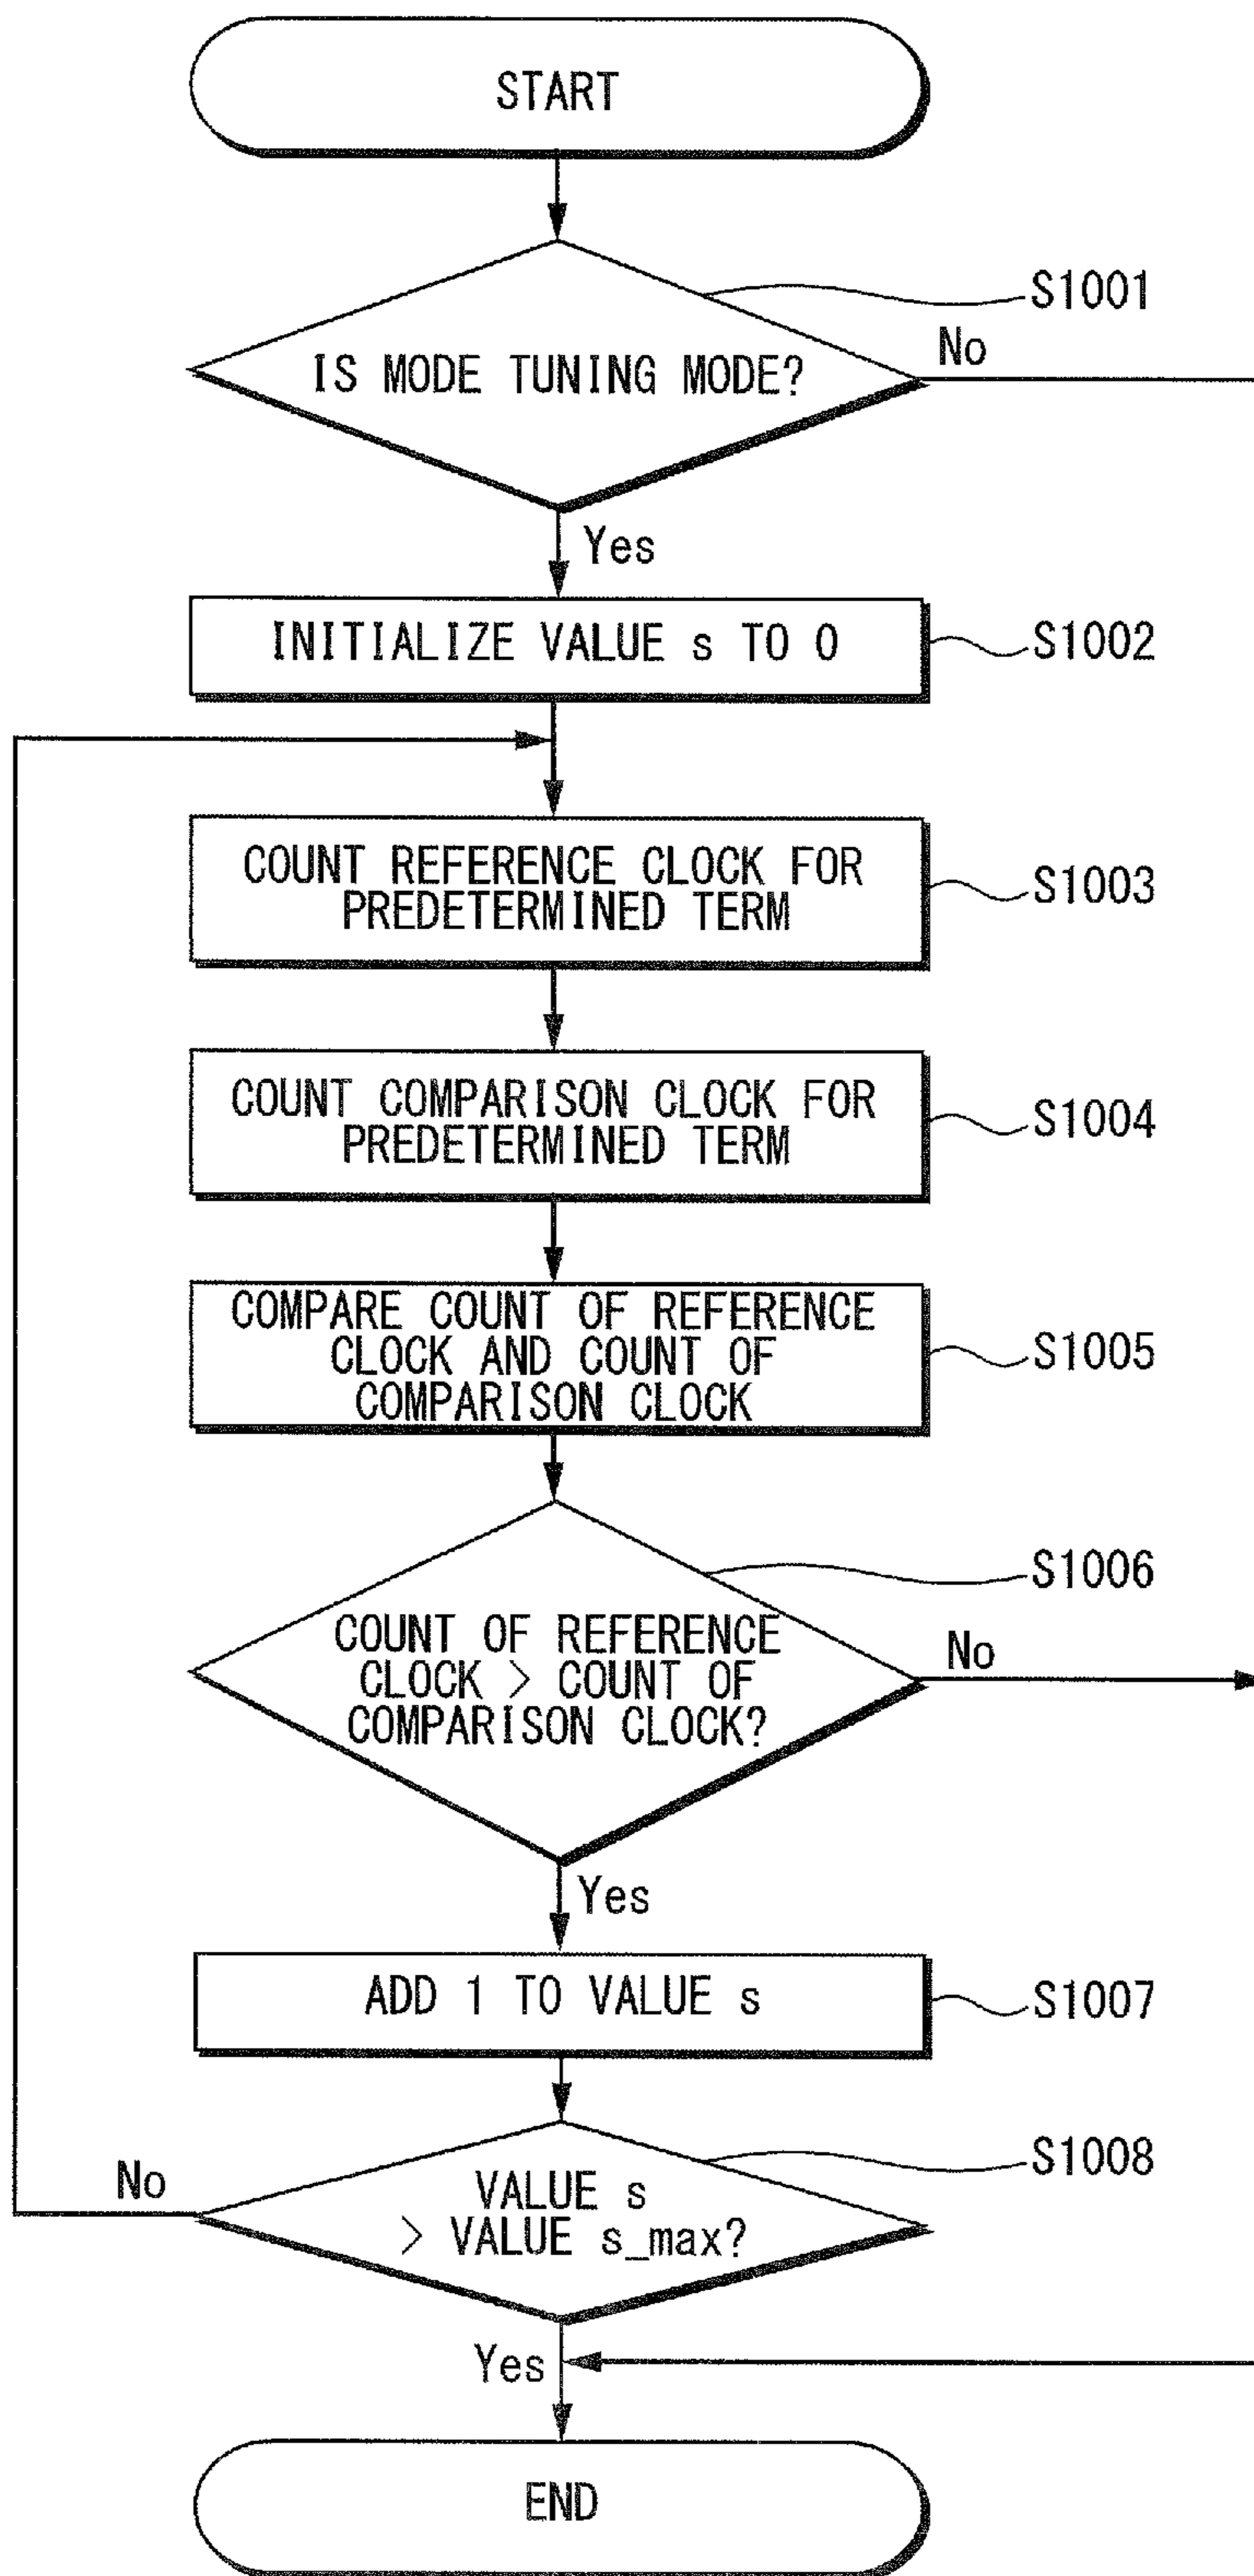 START
S1001
IS MODE TUNING MODE?
No
Yes
INITIALIZE VALUE s TO 0
S1002
COUNT REFERENCE CLOCK FOR
PREDETERMINED TERM
S1003
COUNT COMPARISON CLOCK FOR
PREDETERMINED TERM
S1004
COMPARE COUNT OF REFERENCE
CLOCK AND COUNT OF
COMPARISON CLOCK
S1005
S1006
COUNT OF REFERENCE
CLOCK > COUNT OF
COMPARISON CLOCK?
No
Yes
ADD 1 TO VALUE s
S1007
S1008
No
VALUE s
> VALUE s_max?
Yes
END